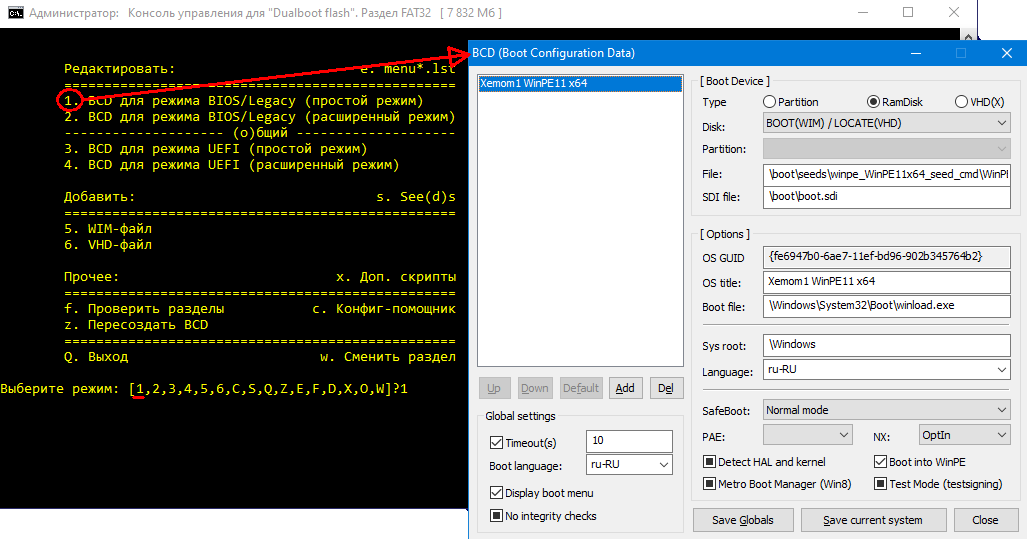 Администратор: Консоль управления для "Dualboot flash". Раздел FAT32 [ 7 832 Мб ]
Редактировать: e. menu*.lst
==================================================
1. BCD для режима BIOS/Legacy (простой режим)
2. BCD для режима BIOS/Legacy (расширенный режим)
-------------------- (о)бщий --------------------
3. BCD для режима UEFI (простой режим)
4. BCD для режима UEFI (расширенный режим)
Добавить: s. See(d)s
==================================================
5. WIM-файл
6. VHD-файл
Прочее: x. Доп. скрипты
==================================================
f. Проверить разделы c. Конфиг-помощник
z. Пересоздать BCD
==================================================
Q. Выход w. Сменить раздел
Выберите режим: [1,2,3,4,5,6,C,S,Q,Z,E,F,D,X,O,W]?1
BCD (Boot Configuration Data)
Xemom1 WinPE11 x64
Up Down Default Add Del
Global settings
Timeout(s) 10
Boot language: ru-RU
Display boot menu
No integrity checks
[ Boot Device ]
Type Partition RamDisk VHD(X)
Disk: BOOT(WIM) / LOCATE(VHD)
Partition:
File: \boot\seeds\winpe_WinPE11x64_seed_cmd\WinPI
SDI file: \boot\boot.sdi
[ Options ]
OS GUID {fe6947b0-6ae7-11ef-bd96-902b345764b2}
OS title: Xemom1 WinPE11 x64
Boot file: \Windows\System32\Boot\winload.exe
Sys root: \Windows
Language: ru-RU
SafeBoot: Normal mode
PAE: NX: OptIn
Detect HAL and kernel Boot into WinPE
Metro Boot Manager (Win8) Test Mode (testsigning)
Save Globals Save current system Close